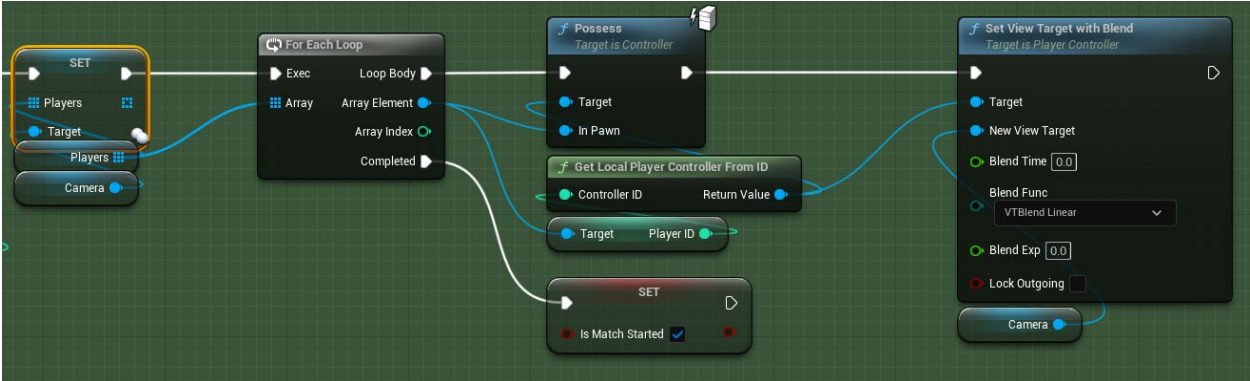 SET
Players
Target
Players
Camera
For Each Loop
Exec Loop Body
Array Array Element
Array Index
Completed
f Possess
Target is Controller
Target
In Pawn
f Get Local Player Controller From ID
Controller ID Return Value
Target Player ID
SET
Is Match Started
f Set View Target with Blend
Target is Player Controller
Target
New View Target
Blend Time 0.0
Blend Func
VTBlend Linear
Blend Exp 0.0
Lock Outgoing
Camera